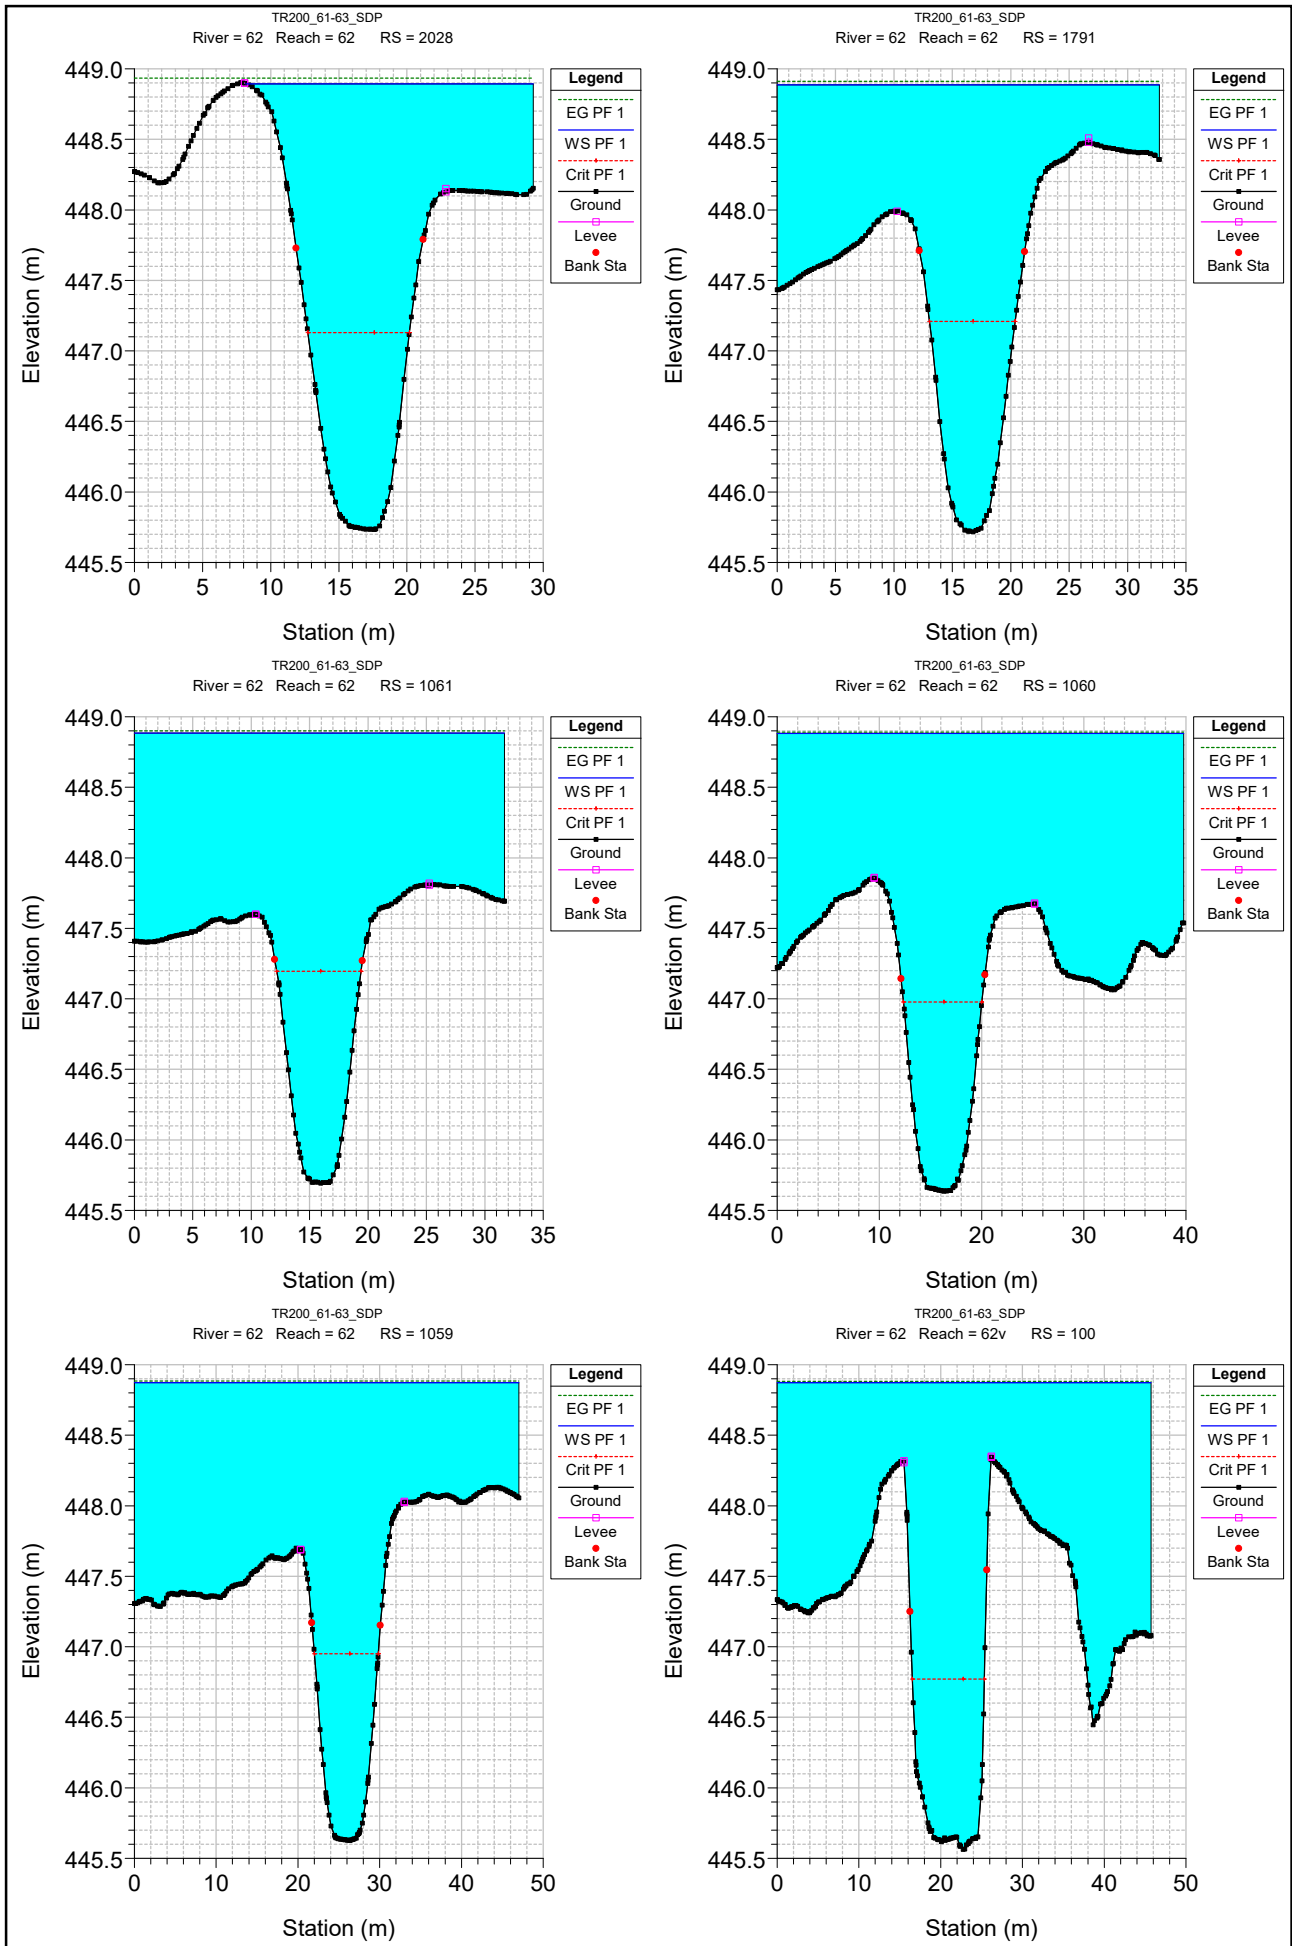 TR200_61-63_SDP
River = 62 Reach = 62 RS = 2028
449.0
448.5
448.0
447.5
447.0
446.5
446.0
445.5
0 5 10 15 20 25 30
Elevation (m)
Station (m)
Legend
EG PF 1
WS PF 1
Crit PF 1
Ground
Levee
Bank Sta
TR200_61-63_SDP
River = 62 Reach = 62 RS = 1791
449.0
448.5
448.0
447.5
447.0
446.5
446.0
445.5
0 5 10 15 20 25 30 35
Elevation (m)
Station (m)
Legend
EG PF 1
WS PF 1
Crit PF 1
Ground
Levee
Bank Sta
TR200_61-63_SDP
River = 62 Reach = 62 RS = 1061
449.0
448.5
448.0
447.5
447.0
446.5
446.0
445.5
0 5 10 15 20 25 30 35
Elevation (m)
Station (m)
Legend
EG PF 1
WS PF 1
Crit PF 1
Ground
Levee
Bank Sta
TR200_61-63_SDP
River = 62 Reach = 62 RS = 1060
449.0
448.5
448.0
447.5
447.0
446.5
446.0
445.5
0 10 20 30 40
Elevation (m)
Station (m)
Legend
EG PF 1
WS PF 1
Crit PF 1
Ground
Levee
Bank Sta
TR200_61-63_SDP
River = 62 Reach = 62 RS = 1059
449.0
448.5
448.0
447.5
447.0
446.5
446.0
445.5
0 10 20 30 40 50
Elevation (m)
Station (m)
Legend
EG PF 1
WS PF 1
Crit PF 1
Ground
Levee
Bank Sta
TR200_61-63_SDP
River = 62 Reach = 62v RS = 100
449.0
448.5
448.0
447.5
447.0
446.5
446.0
445.5
0 10 20 30 40 50
Elevation (m)
Station (m)
Legend
EG PF 1
WS PF 1
Crit PF 1
Ground
Levee
Bank Sta